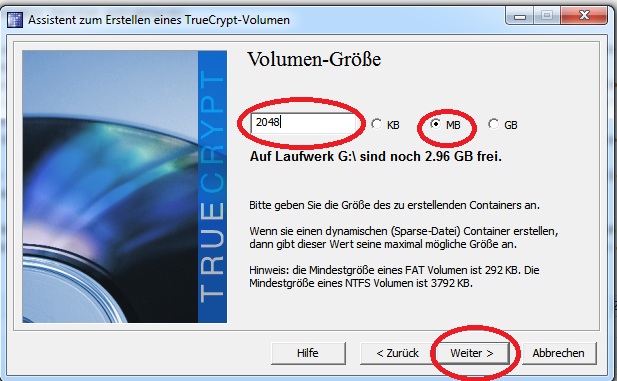 Assistent zum Erstellen eines TrueCrypt-Volumen
TRUECRYPT
Volumen-Größe
2048
KB
MB
GB
Auf Laufwerk G:\ sind noch 2.96 GB frei.
Bitte geben Sie die Größe des zu erstellenden Containers an.
Wenn sie einen dynamischen (Sparse-Datei) Container erstellen,
dann gibt dieser Wert seine maximal mögliche Größe an.
Hinweis: die Mindestgröße eines FAT Volumen ist 292 KB. Die
Mindestgröße eines NTFS Volumen ist 3792 KB.
Hilfe
< Zurück
Weiter >
Abbrechen